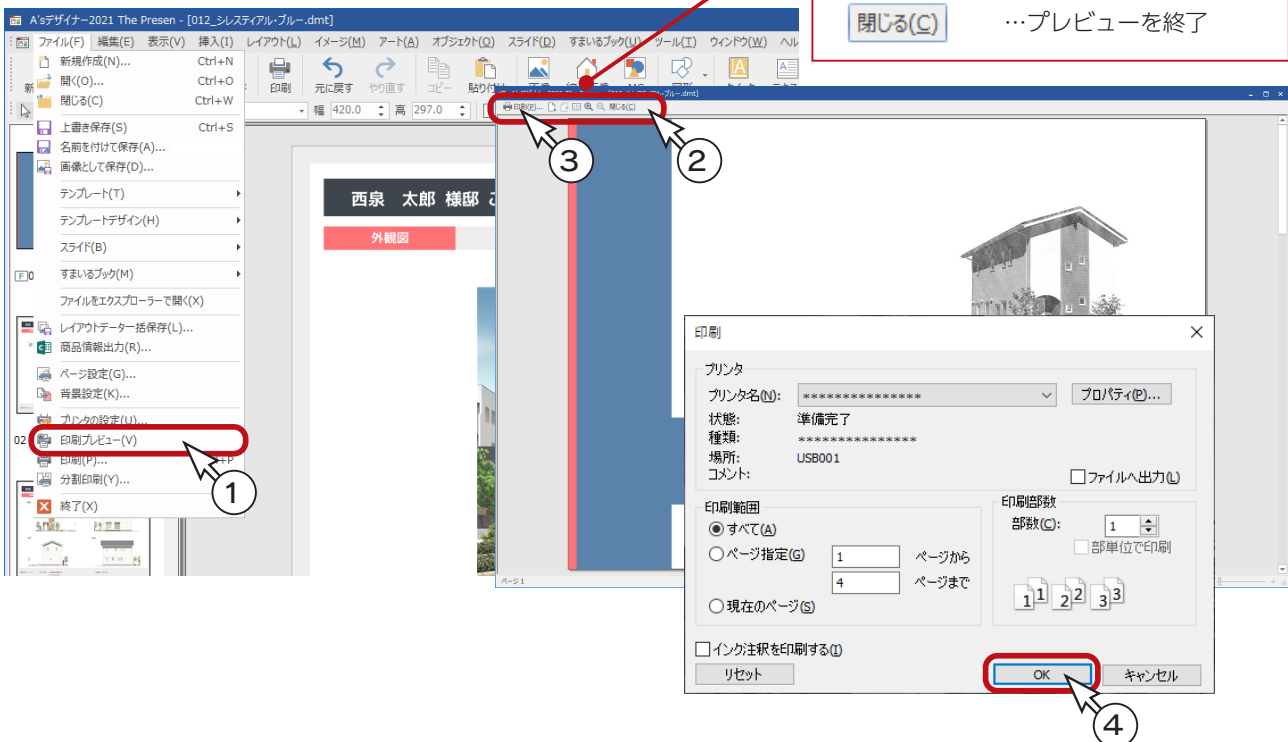 A'sデザイナー2021 The Presen - [012_シレスティアル・ブルー.dmt]
ファイル(F) 編集(E) 表示(V) 挿入(I) レイアウト(L) イメージ(M) アート(A) オブジェクト(O) スライド(D) すまいるブック(U) ツール(T) ウィンドウ(W)
印刷 元に戻す やり直す コピー
幅 420.0 高 297.0
新規作成(N)... Ctrl+N
開く(O)... Ctrl+O
閉じる(C) Ctrl+W
上書き保存(S) Ctrl+S
名前を付けて保存(A)...
画像として保存(D)...
テンプレート(T)
テンプレートデザイン(H)
スライド(B)
すまいるブック(M)
ファイルをエクスプローラーで開く(X)
レイアウトデーター括保存(L)...
商品情報出力(R)...
ページ設定(G)...
背景設定(K)...
プリンタの設定(U)...
印刷プレビュー(V)
印刷(P)...
分割印刷(Y)...
終了(X)
1
02
西泉 太郎 様邸
外観図
閉じる(C) …プレビューを終了
印刷(P)... 閉じる(C)
3
2
ページ 1
印刷
プリンタ
プリンタ名(N): *************** プロパティ(P)...
状態: 準備完了
種類: ***************
場所: USB001
コメント: ファイルへ出力(L)
印刷範囲
すべて(A)
ページ指定(G) 1 ページから
4 ページまで
現在のページ(S)
印刷部数
部数(C): 1
部単位で印刷
1 1 2 2 3 3
インク注釈を印刷する(I)
リセット OK キャンセル
4